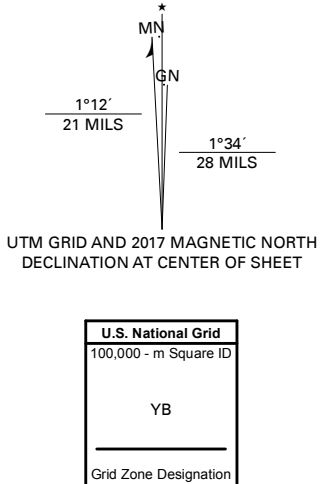 ★
MN
GN
1°12´
21 MILS
1°34´
28 MILS
UTM GRID AND 2017 MAGNETIC NORTH
DECLINATION AT CENTER OF SHEET
U.S. National Grid
100,000 - m Square ID
YB
Grid Zone Designation